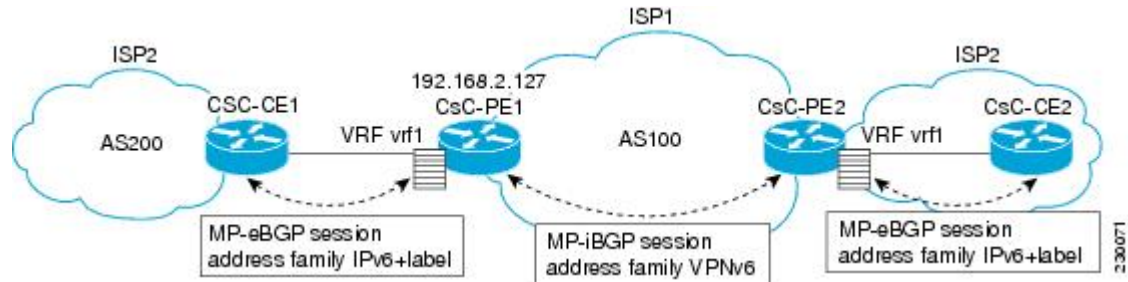 ISP1
ISP2
ISP2
192.168.2.127
CSC-CE1
CsC-PE1
CsC-PE2
CsC-CE2
AS200
VRF vrf1
AS100
VRF vrf1
MP-eBGP session
address family IPv6+label
MP-iBGP session
address family VPNv6
MP-eBGP session
address family IPv6+label
230071